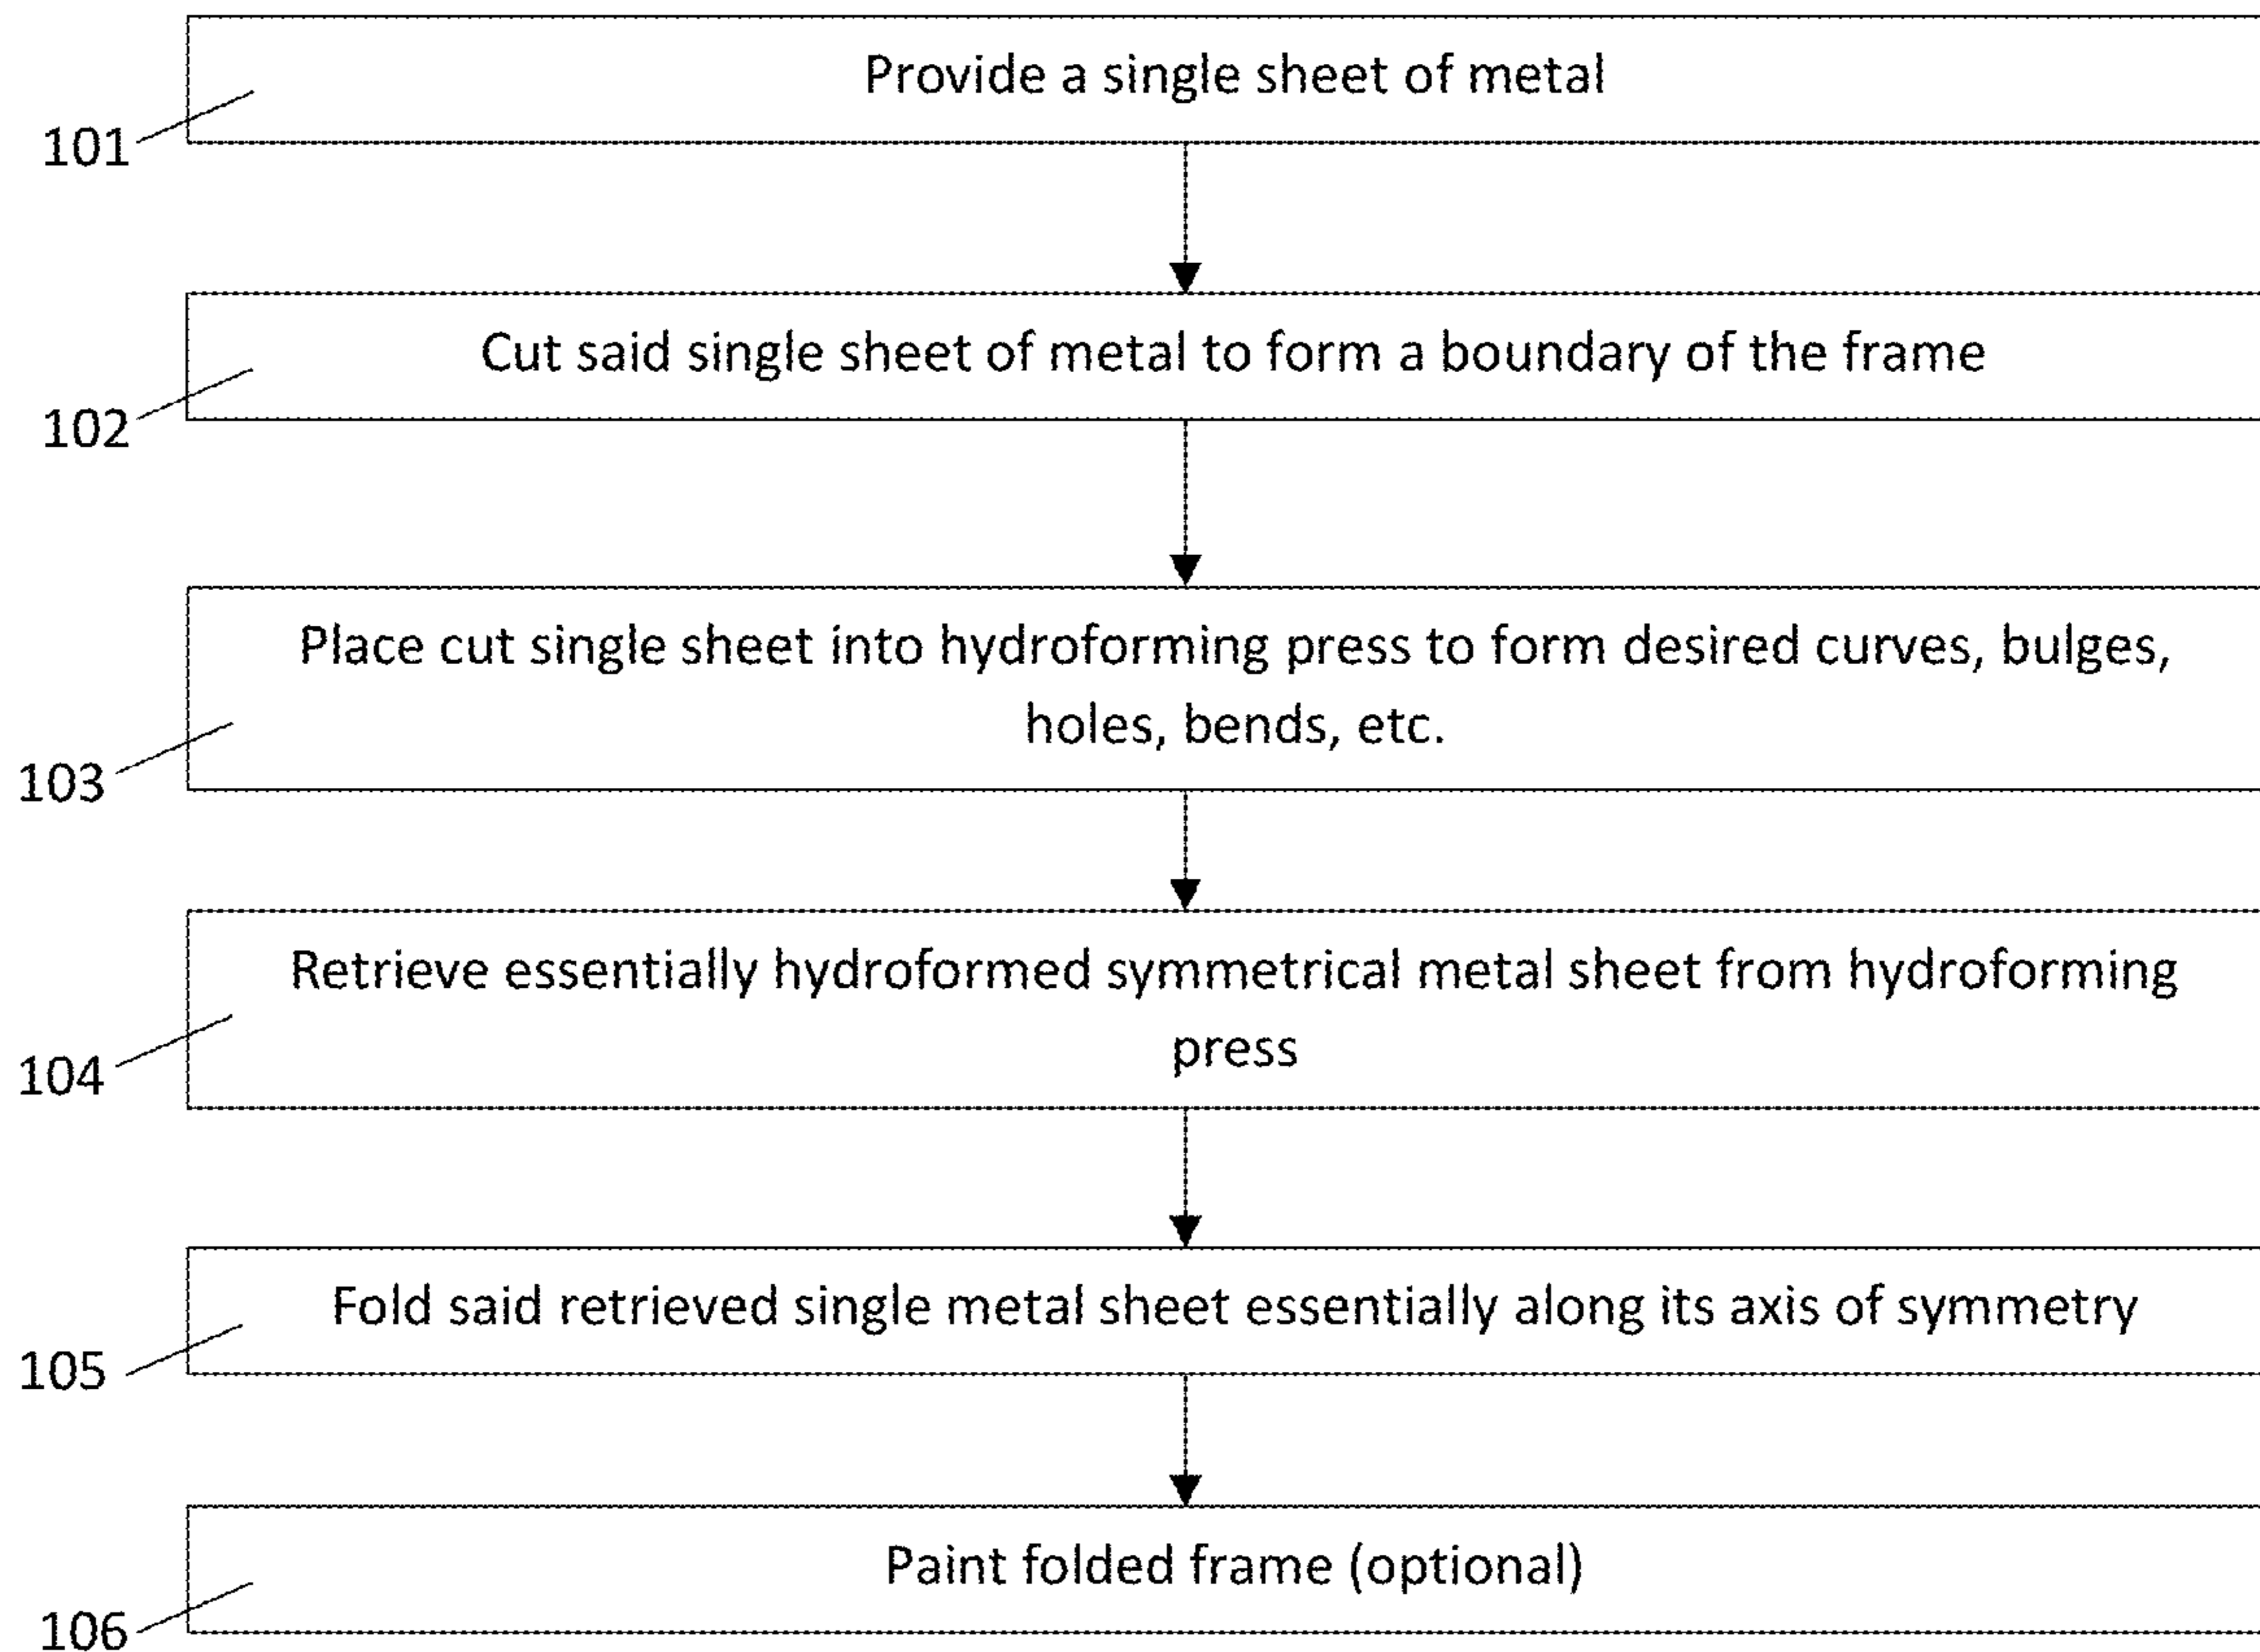 Provide a single sheet of metal
101
Cut said single sheet of metal to form a boundary of the frame
102
Place cut single sheet into hydroforming press to form desired curves, bulges,
holes, bends, etc.
103
Retrieve essentially hydroformed symmetrical metal sheet from hydroforming
press
104
Fold said retrieved single metal sheet essentially along its axis of symmetry
105
Paint folded frame (optional)
106